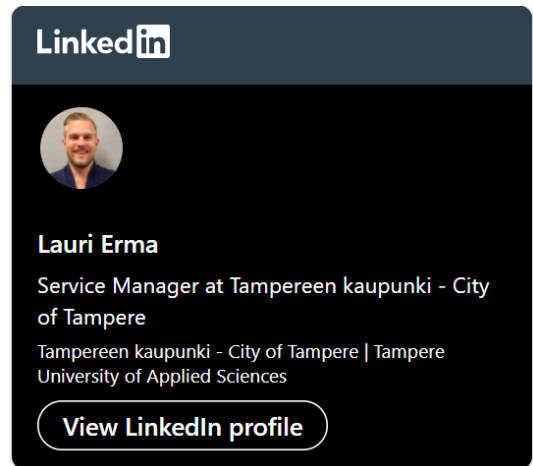 Linkedin
Lauri Erma
Service Manager at Tampereen kaupunki - City
of Tampere
Tampereen kaupunki - City of Tampere | Tampere
University of Applied Sciences
View LinkedIn profile